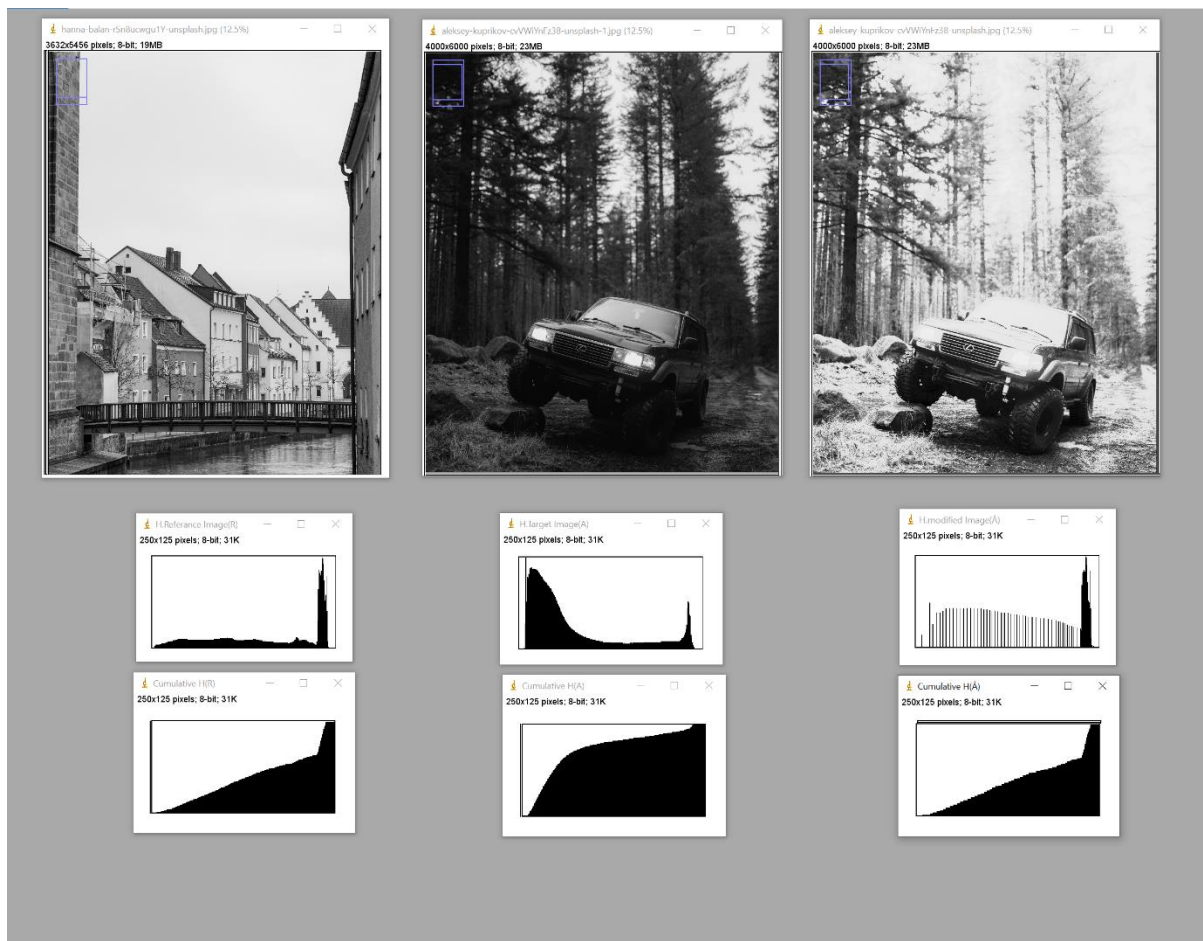 hanna-balan-rSn8ucwgu1Y-unsplash.jpg (12.5%)
3632x5456 pixels; 8-bit; 19MB
aleksey-kuprikov-cvVWiYnFz38-unsplash-1.jpg (12.5%)
4000x6000 pixels; 8-bit; 23MB
aleksey-kuprikov-cvVWiYnFz38-unsplash.jpg (12.5%)
4000x6000 pixels; 8-bit; 23MB
H.Referance Image(R)
250x125 pixels; 8-bit; 31K
H.Target Image(A)
250x125 pixels; 8-bit; 31K
H.modified Image(Á)
250x125 pixels; 8-bit; 31K
Cumulative H(R)
250x125 pixels; 8-bit; 31K
Cumulative H(A)
250x125 pixels; 8-bit; 31K
Cumulative H(Á)
250x125 pixels; 8-bit; 31K